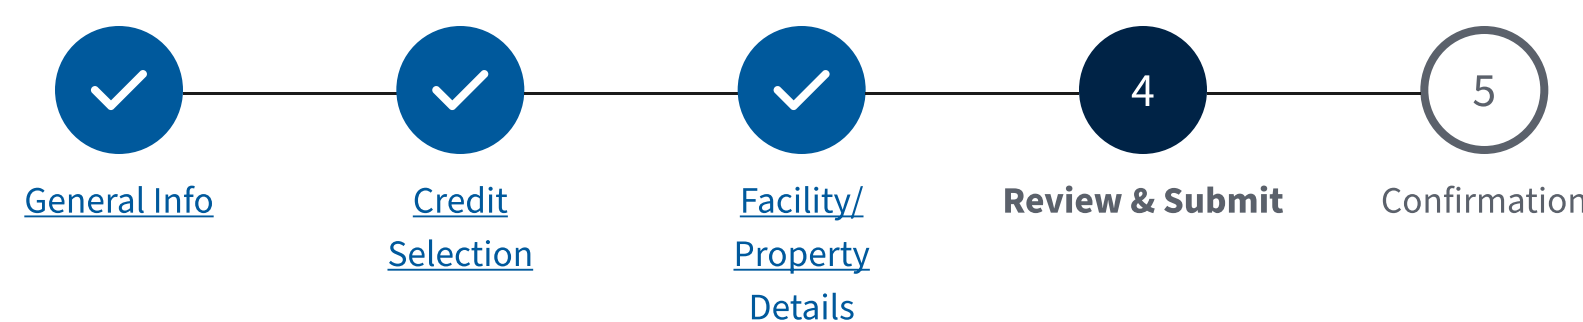 4
5
General Info
Credit
Selection
Facility/
Property
Details
Review & Submit
Confirmation